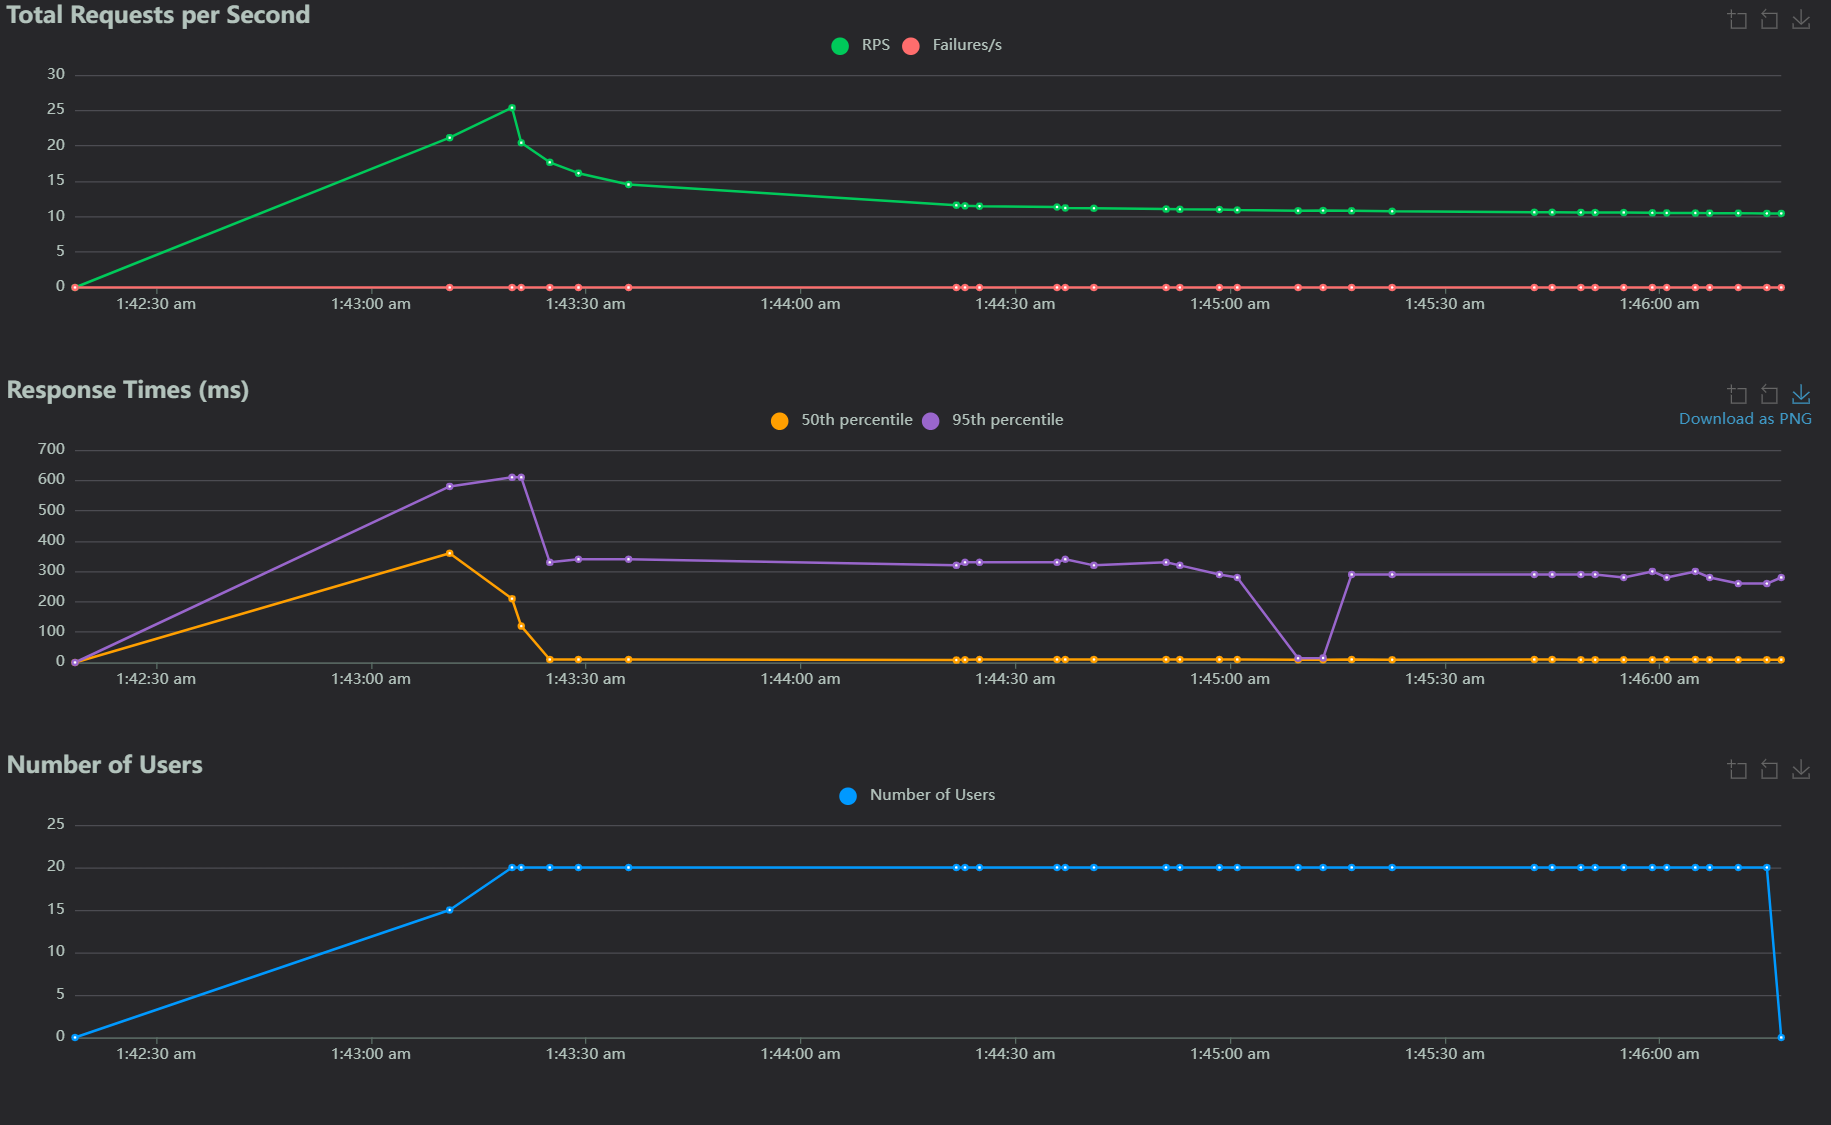 Total Requests per Second
RPS Failures/s
30
25
20
15
10
5
0
1:42:30 am 1:43:00 am 1:43:30 am 1:44:00 am 1:44:30 am 1:45:00 am 1:45:30 am 1:46:00 am
Response Times (ms)
50th percentile 95th percentile
Download as PNG
700
600
500
400
300
200
100
0
1:42:30 am 1:43:00 am 1:43:30 am 1:44:00 am 1:44:30 am 1:45:00 am 1:45:30 am 1:46:00 am
Number of Users
Number of Users
25
20
15
10
5
0
1:42:30 am 1:43:00 am 1:43:30 am 1:44:00 am 1:44:30 am 1:45:00 am 1:45:30 am 1:46:00 am